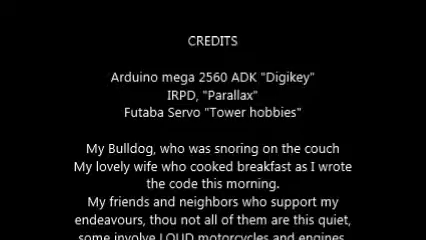 CREDITS
Arduino mega 2560 ADK "Digikey"
IRPD, "Parallax"
Futaba Servo "Tower hobbies"
My Bulldog, who was snoring on the couch
My lovely wife who cooked breakfast as I wrote
the code this morning.
My friends and neighbors who support my
endeavours, thou not all of them are this quiet,
some involve LOUD motorcycles and engines